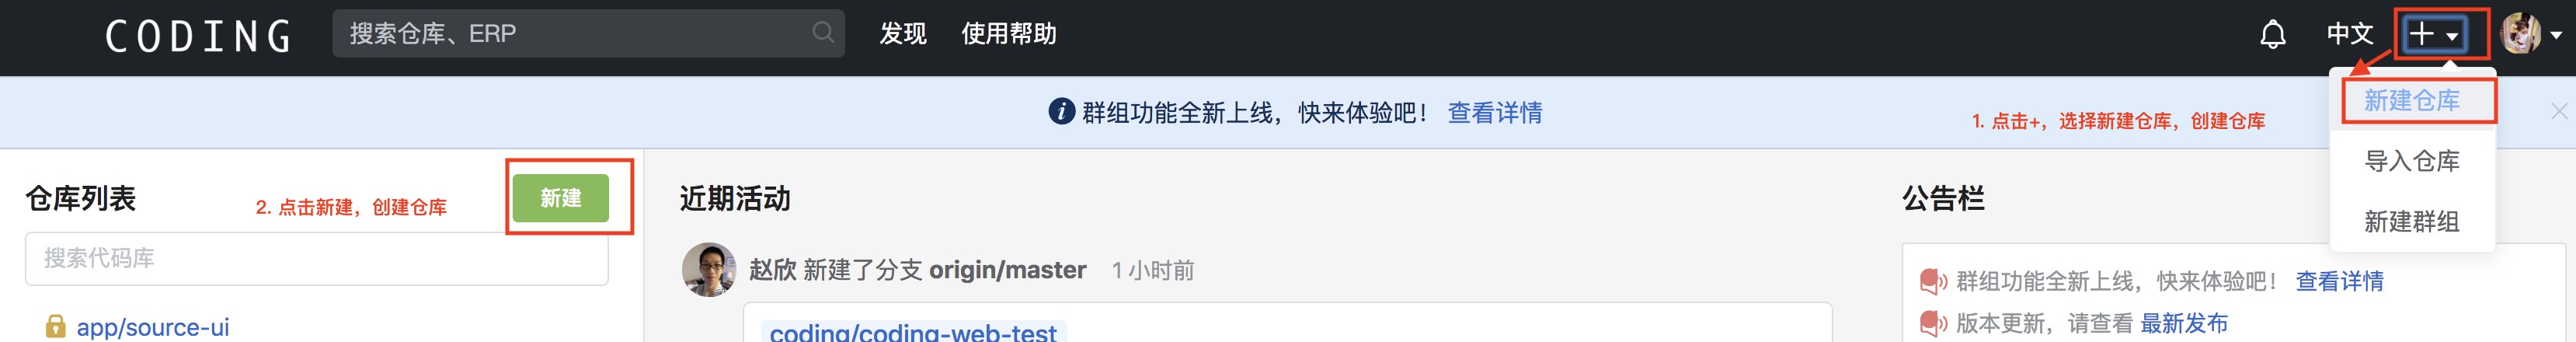 CODING
搜索仓库、ERP
发现
使用帮助
中文
群组功能全新上线，快来体验吧！ 查看详情
1. 点击+，选择新建仓库，创建仓库
新建仓库
导入仓库
新建群组
仓库列表
2. 点击新建，创建仓库
新建
搜索代码库
app/source-ui
近期活动
赵欣 新建了分支 origin/master 1 小时前
coding/coding-web-test
公告栏
群组功能全新上线，快来体验吧！ 查看详情
版本更新，请查看 最新发布